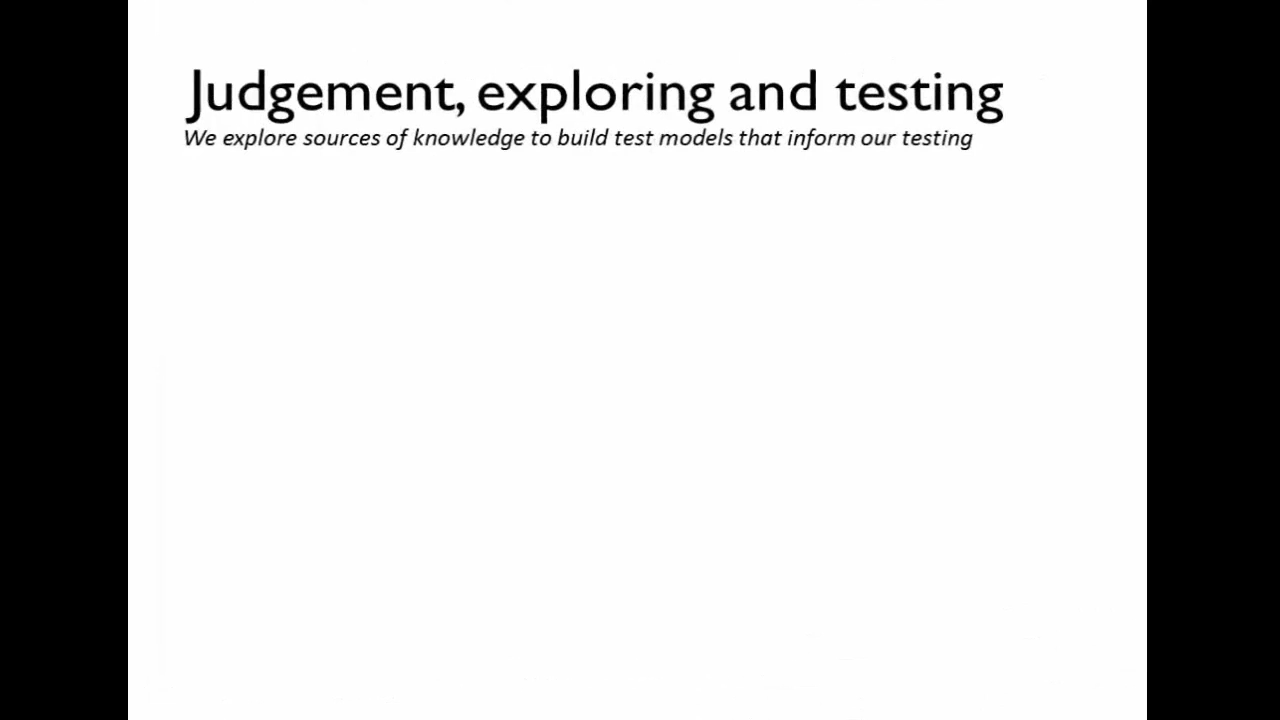 Judgement, exploring and testing
We explore sources of knowledge to build test models that inform our testing